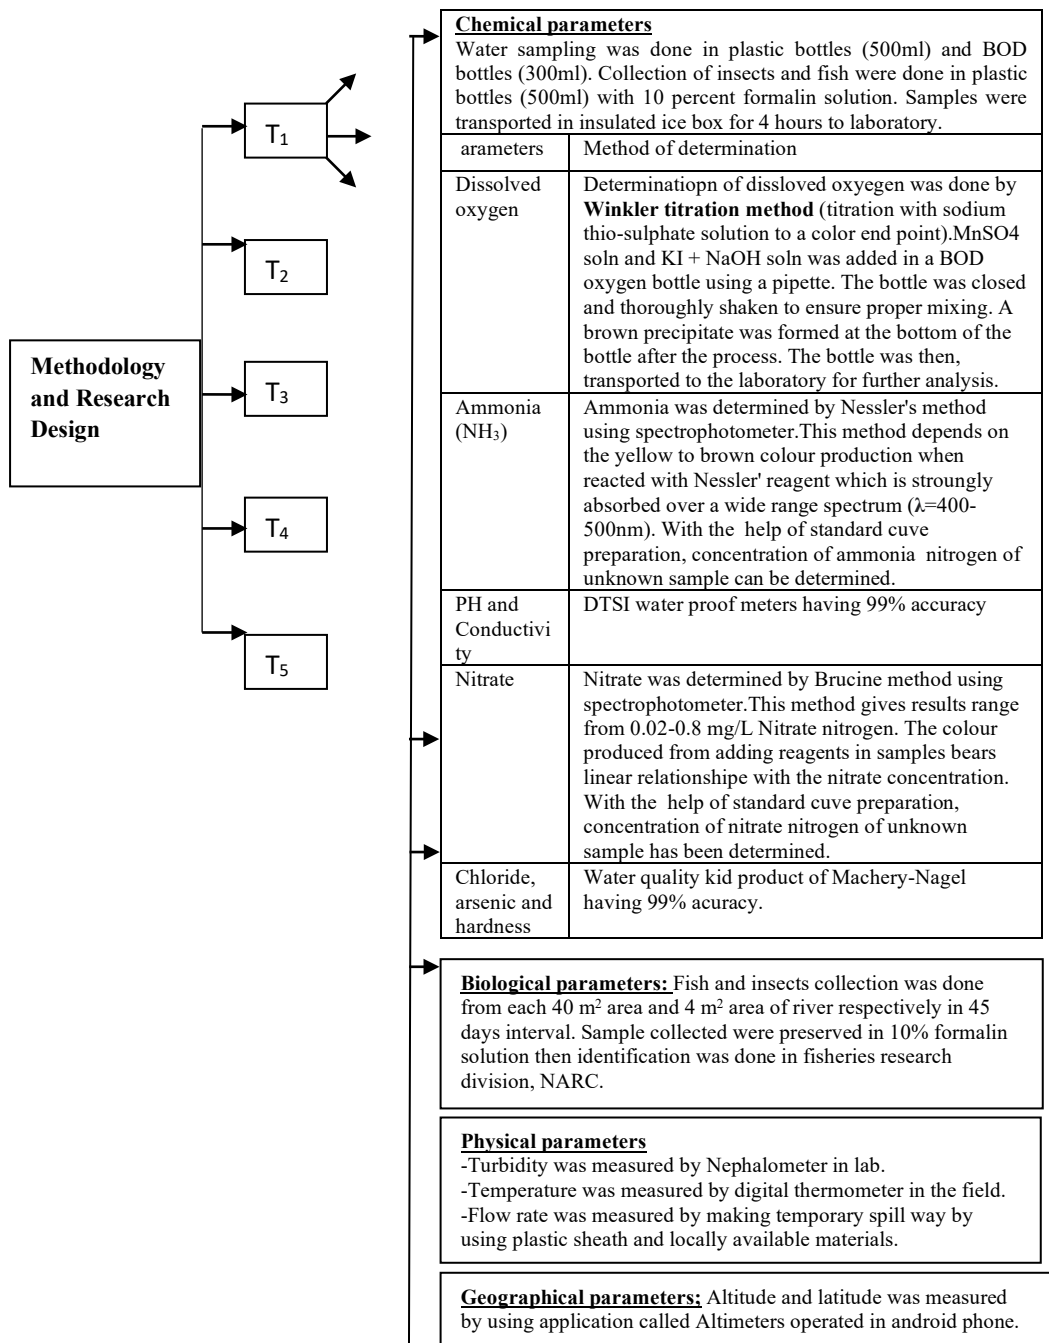 Methodology
and Research
Design
T₁
T₂
T₃
T₄
T₅
Chemical parameters
Water sampling was done in plastic bottles (500ml) and BOD
bottles (300ml). Collection of insects and fish were done in plastic
bottles (500ml) with 10 percent formalin solution. Samples were
transported in insulated ice box for 4 hours to laboratory.
arameters Method of determination
Dissolved
oxygen
Determinatiopn of dissloved oxyegen was done by
Winkler titration method (titration with sodium
thio-sulphate solution to a color end point).MnSO4
soln and KI + NaOH soln was added in a BOD
oxygen bottle using a pipette. The bottle was closed
and thoroughly shaken to ensure proper mixing. A
brown precipitate was formed at the bottom of the
bottle after the process. The bottle was then,
transported to the laboratory for further analysis.
Ammonia
(NH₃)
Ammonia was determined by Nessler's method
using spectrophotometer.This method depends on
the yellow to brown colour production when
reacted with Nessler' reagent which is stroungly
absorbed over a wide range spectrum (λ=400-
500nm). With the help of standard cuve
preparation, concentration of ammonia nitrogen of
unknown sample can be determined.
PH and
Conductivi
ty
DTSI water proof meters having 99% accuracy
Nitrate
Nitrate was determined by Brucine method using
spectrophotometer.This method gives results range
from 0.02-0.8 mg/L Nitrate nitrogen. The colour
produced from adding reagents in samples bears
linear relationshipe with the nitrate concentration.
With the help of standard cuve preparation,
concentration of nitrate nitrogen of unknown
sample has been determined.
Chloride,
arsenic and
hardness
Water quality kid product of Machery-Nagel
having 99% acuracy.
Biological parameters: Fish and insects collection was done
from each 40 m² area and 4 m² area of river respectively in 45
days interval. Sample collected were preserved in 10% formalin
solution then identification was done in fisheries research
division, NARC.
Physical parameters
-Turbidity was measured by Nephalometer in lab.
-Temperature was measured by digital thermometer in the field.
-Flow rate was measured by making temporary spill way by
using plastic sheath and locally available materials.
Geographical parameters; Altitude and latitude was measured
by using application called Altimeters operated in android phone.